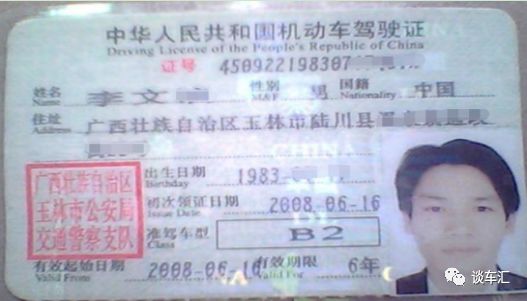 中华人民共和国机动车驾驶证
Driving License of the People's Republic of China
证号 45092219830
姓名 李文 性别 男 国籍 中国
Name M&F Nationality
住址 广西壮族自治区玉林市陆川县
Address
出生日期 1983-
Birthday
初次领证日期 2008-06-16
Issue Date
准驾车型 B2
Class
有效起始日期 2008-06-16 有效期限 6年
Valid From Valid For
广西壮族自治区
玉林市公安局
交通警察支队
谈车汇